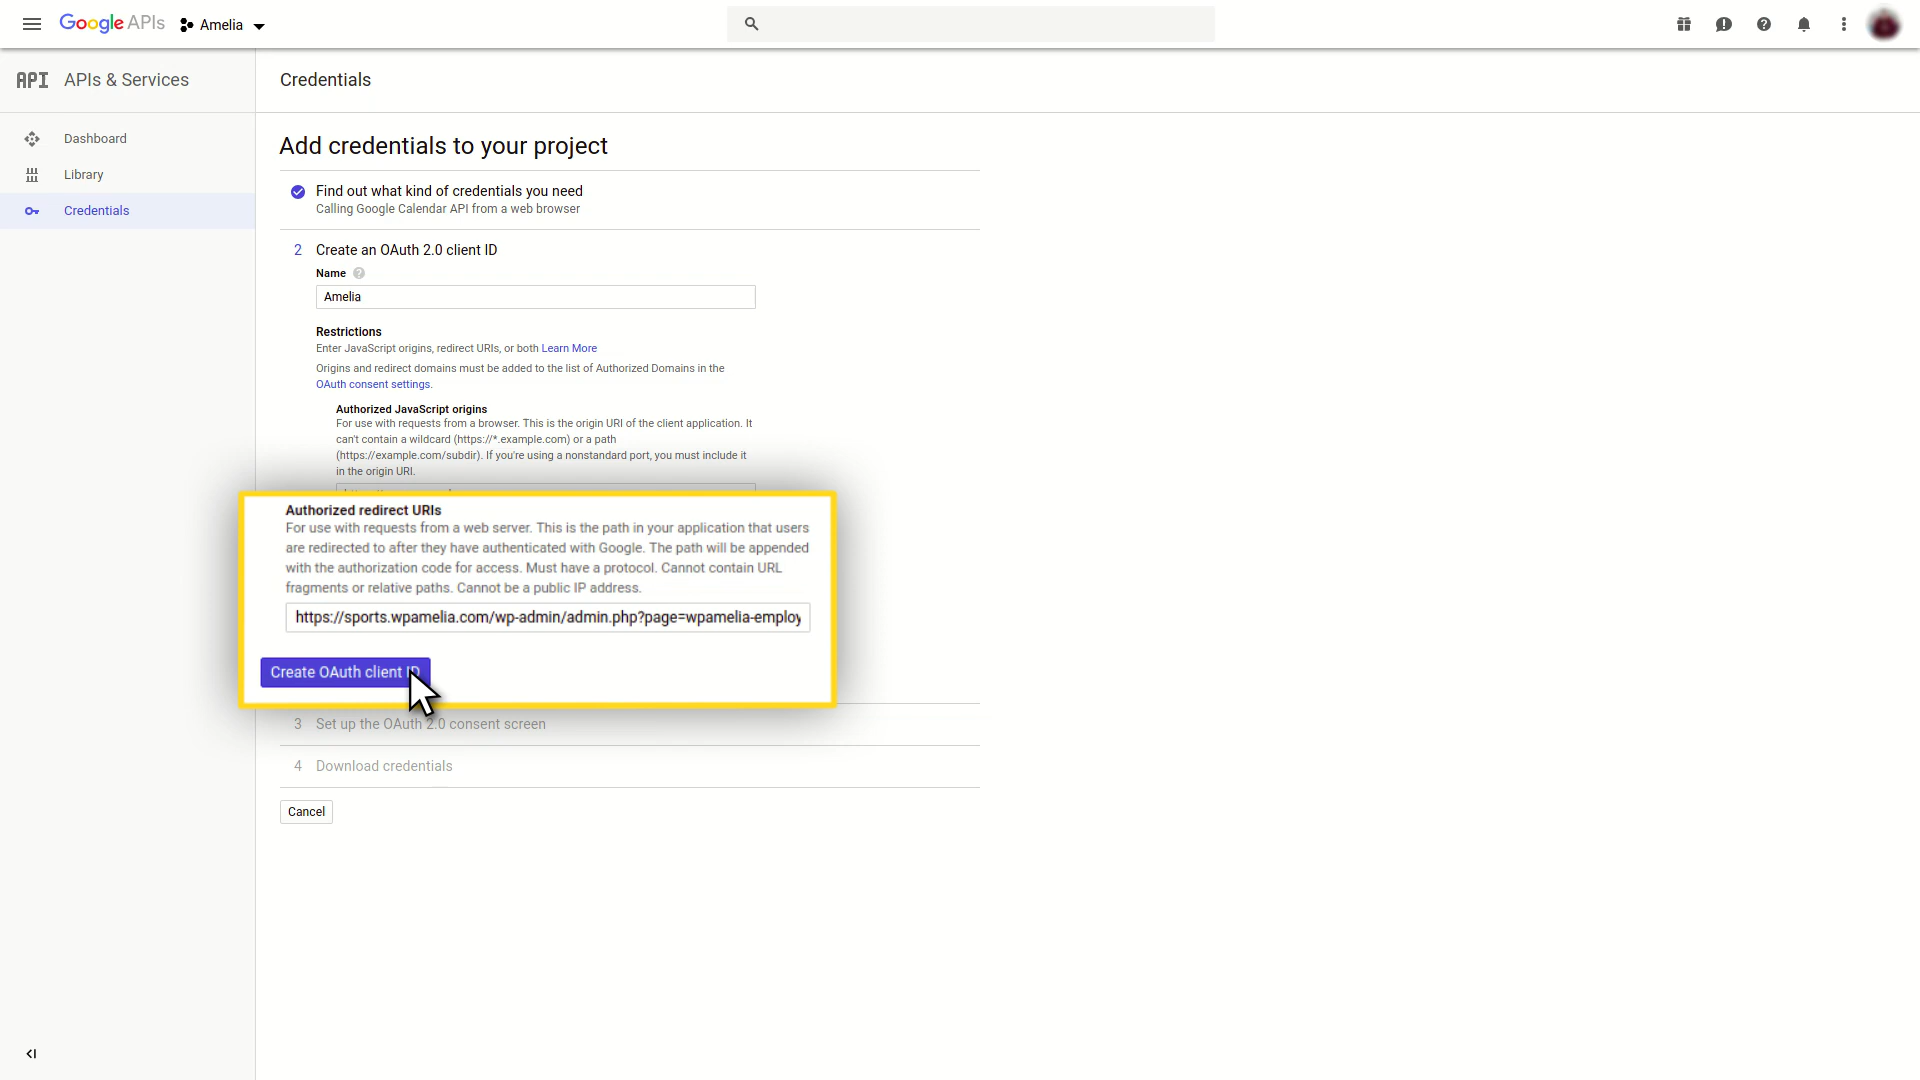 Google APIs
Amelia
API
APIs & Services
Credentials
Dashboard
Library
Credentials
Add credentials to your project
Find out what kind of credentials you need
Calling Google Calendar API from a web browser
2 Create an OAuth 2.0 client ID
Name
Amelia
Restrictions
Enter JavaScript origins, redirect URIs, or both Learn More
Origins and redirect domains must be added to the list of Authorized Domains in the
OAuth consent settings.
Authorized JavaScript origins
For use with requests from a browser. This is the origin URI of the client application. It
can't contain a wildcard (https://*.example.com) or a path
(https://example.com/subdir). If you're using a nonstandard port, you must include it
in the origin URI.
Authorized redirect URIs
For use with requests from a web server. This is the path in your application that users
are redirected to after they have authenticated with Google. The path will be appended
with the authorization code for access. Must have a protocol. Cannot contain URL
fragments or relative paths. Cannot be a public IP address.
https://sports.wpamelia.com/wp-admin/admin.php?page=wpamelia-employ
Create OAuth client ID
3 Set up the OAuth 2.0 consent screen
4 Download credentials
Cancel